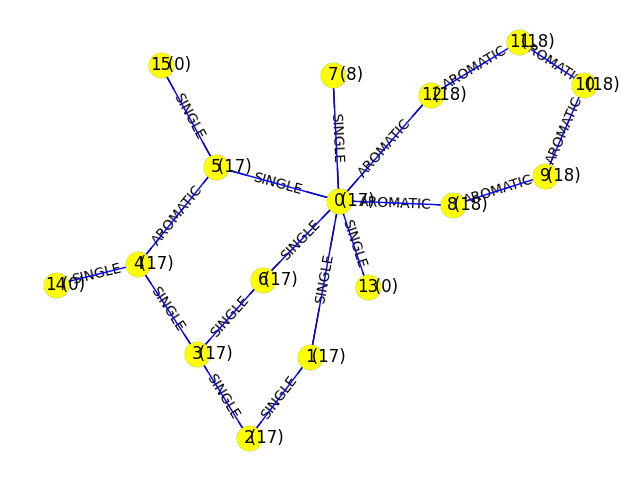 11(18)
AROMATIC
AROMATIC
15(0)
7(8)
10(18)
12(18)
SINGLE
SINGLE
AROMATIC
AROMATIC
5(17)
SINGLE
9(18)
AROMATIC
0(17)
AROMATIC
8(18)
AROMATIC
SINGLE
SINGLE
4(17)
SINGLE
14(0)
6(17)
SINGLE
13(0)
SINGLE
SINGLE
3(17)
1(17)
SINGLE
SINGLE
2(17)